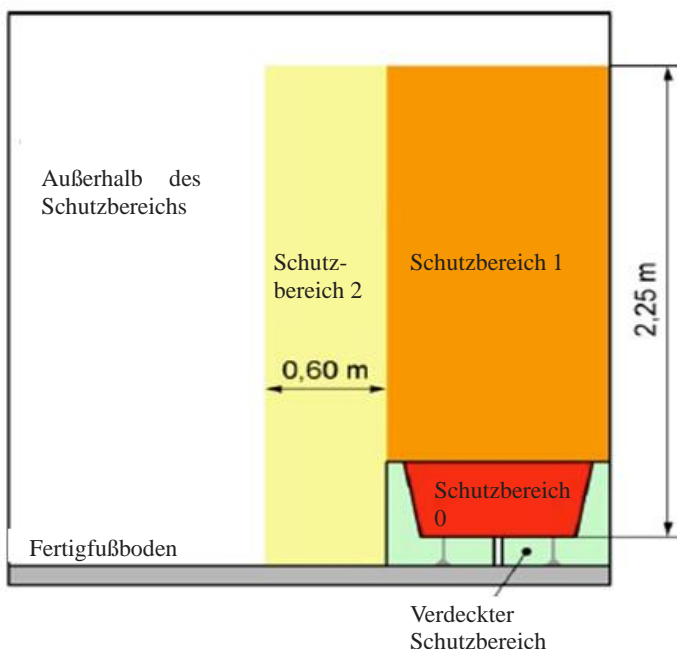 Außerhalb des
Schutzbereichs
Schutz-
bereich 2
Schutzbereich 1
2,25 m
0,60 m
Schutzbereich
0
Fertigfußboden
Verdeckter
Schutzbereich